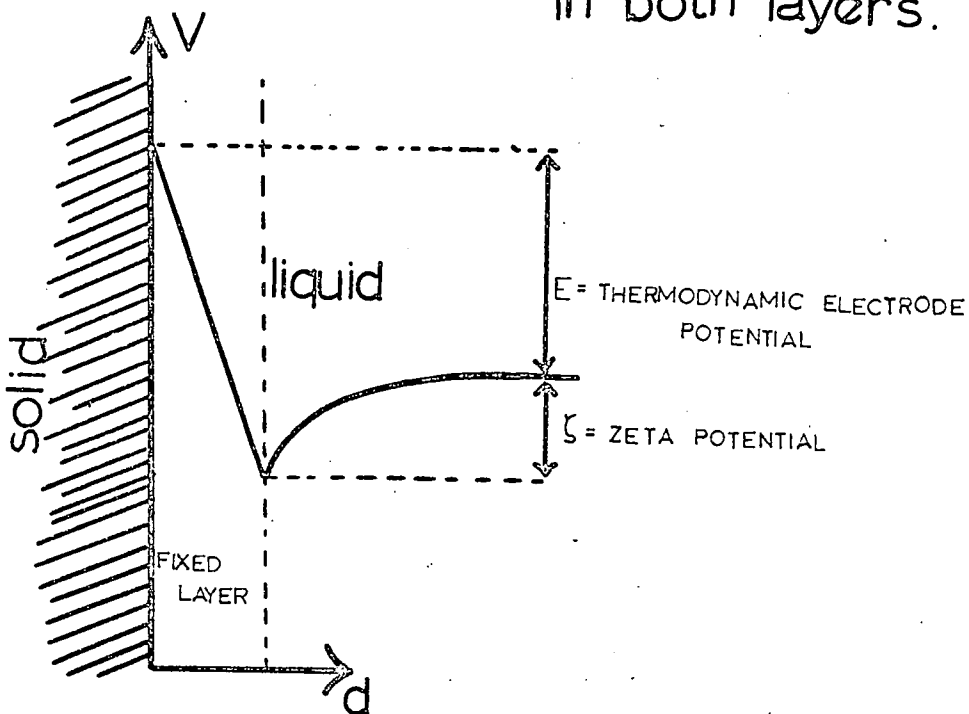 in both layers.
V
liquid
E = THERMODYNAMIC ELECTRODE
POTENTIAL
solid
ζ = ZETA POTENTIAL
FIXED
LAYER
d